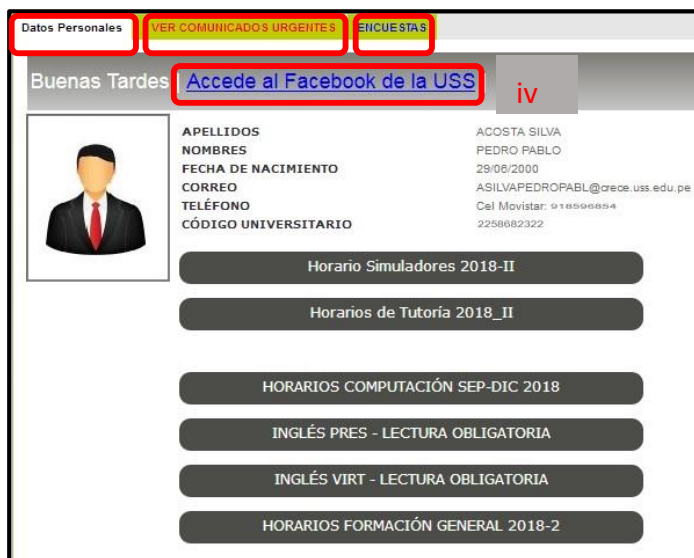 Datos Personales VER COMUNICADOS URGENTES ENCUESTAS
Buenas Tardes | Accede al Facebook de la USS iv
APELLIDOS ACOSTA SILVA
NOMBRES PEDRO PABLO
FECHA DE NACIMIENTO 29/06/2000
CORREO ASILVAPEDROPABL@crece.uss.edu.pe
TELÉFONO Cel Movistar: 918596854
CÓDIGO UNIVERSITARIO 2258682322
Horario Simuladores 2018-II
Horarios de Tutoría 2018_II
HORARIOS COMPUTACIÓN SEP-DIC 2018
INGLÉS PRES - LECTURA OBLIGATORIA
INGLÉS VIRT - LECTURA OBLIGATORIA
HORARIOS FORMACIÓN GENERAL 2018-2